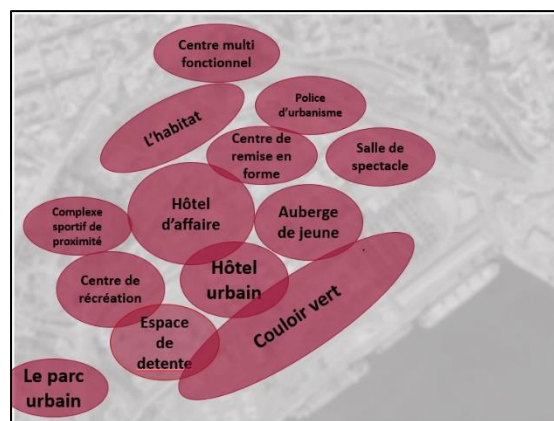 Centre multi
fonctionnel
Police
d'urbanisme
L'habitat
Centre de
remise en
forme
Salle de
spectacle
Hôtel
d'affaire
Auberge
de jeune
Complexe
sportif de
proximité
Hôtel
urbain
Centre de
récréation
Couloir vert
Espace
de
detente
Le parc
urbain